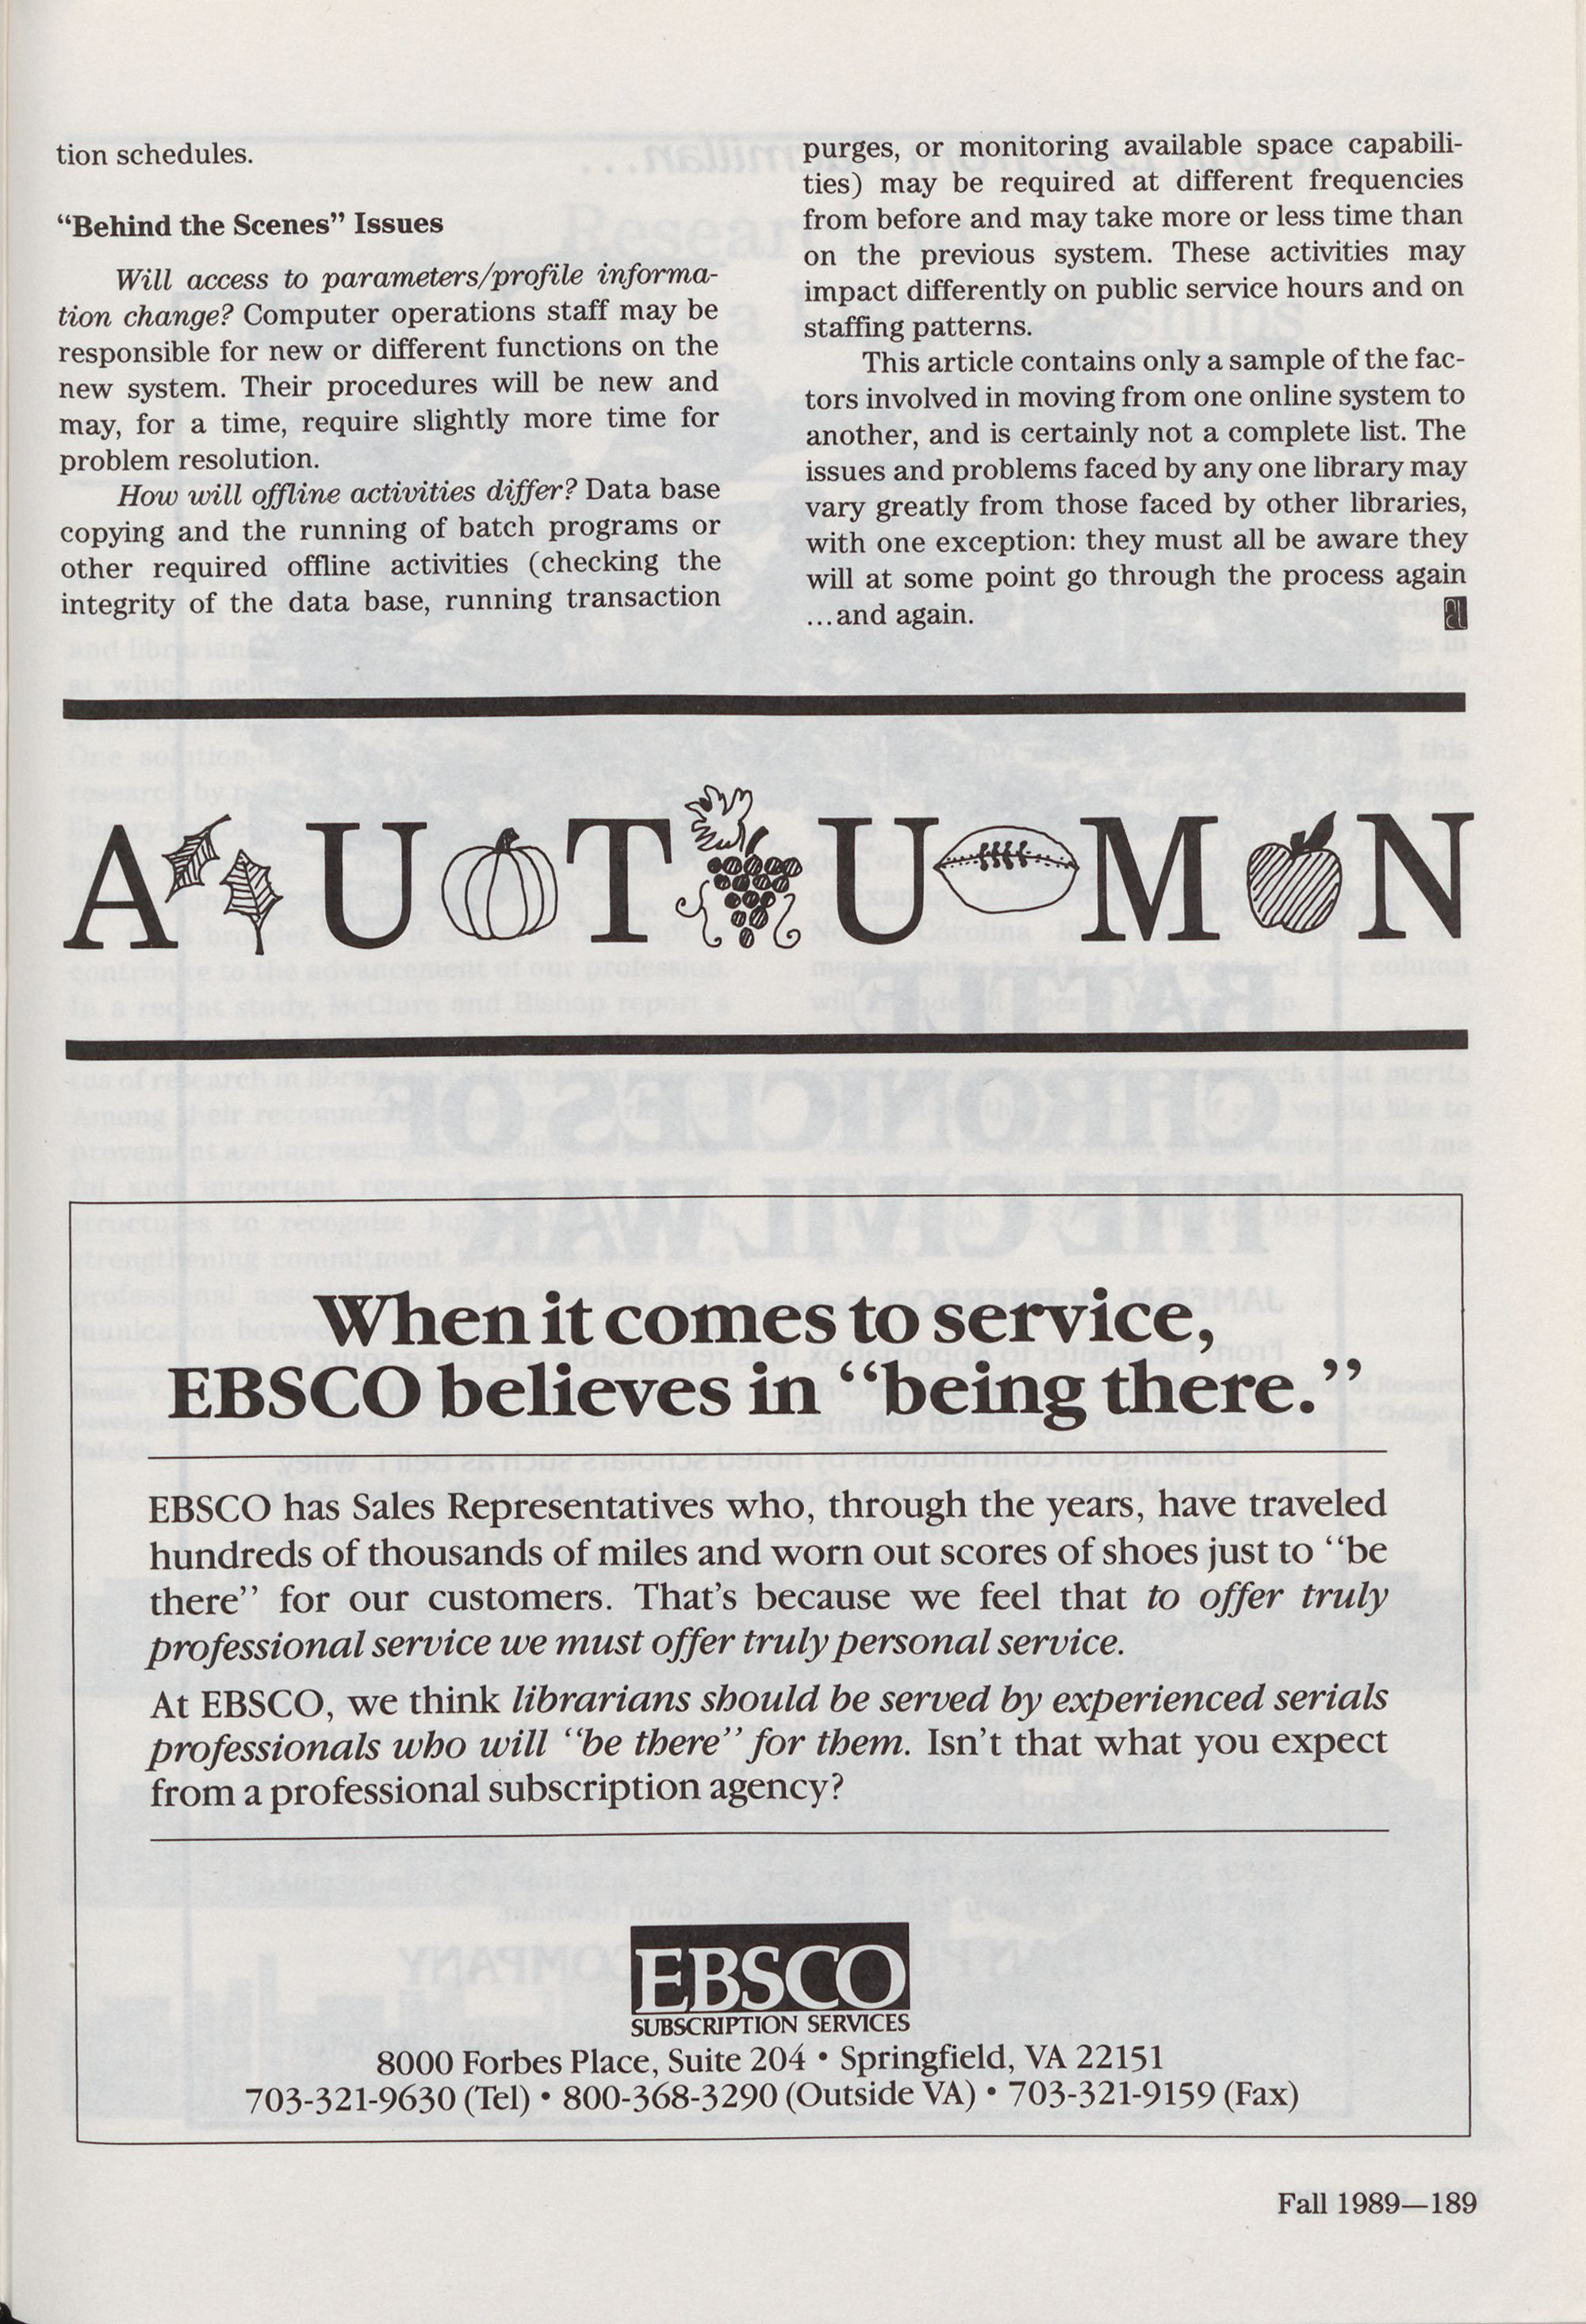 tion schedules.
“Behind the Scenes” Issues
Will access to parameters/profile informa-
tion change? Computer operations staff may be
responsible for new or different functions on the
new system. Their procedures will be new and
may, for a time, require slightly more time for
problem resolution.
How will offline activities differ? Data base
copying and the running of batch programs or
other required offline activities (checking the
integrity of the data base, running transaction
purges, or monitoring available space capabili-
ties) may be required at different frequencies
from before and may take more or less time than
on the previous system. These activities may
impact differently on public service hours and on
staffing patterns.
This article contains only a sample of the fac-
tors involved in moving from one online system to
another, and is certainly not a complete list. The
issues and problems faced by any one library may
vary greatly from those faced by other libraries,
with one exception: they must all be aware they
will at some point go through the process again
...and again.
AUTUMN
When it comes to service,
EBSCO believes in “being there.”
EBSCO has Sales Representatives who, through the years, have traveled
hundreds of thousands of miles and worn out scores of shoes just to “be
there” for our customers. That’s because we feel that to offer truly
professional service we must offer truly personal service.
At EBSCO, we think librarians should be served by experienced serials
professionals who will “be there” for them. Isn’t that what you expect
from a professional subscription agency?
EBSCO
SUBSCRIPTION SERVICES
8000 Forbes Place, Suite 204 • Springfield, VA 22151
703-321-9630 (Tel) • 800-368-3290 (Outside VA) • 703-321-9159 (Fax)
Fall 1989—189